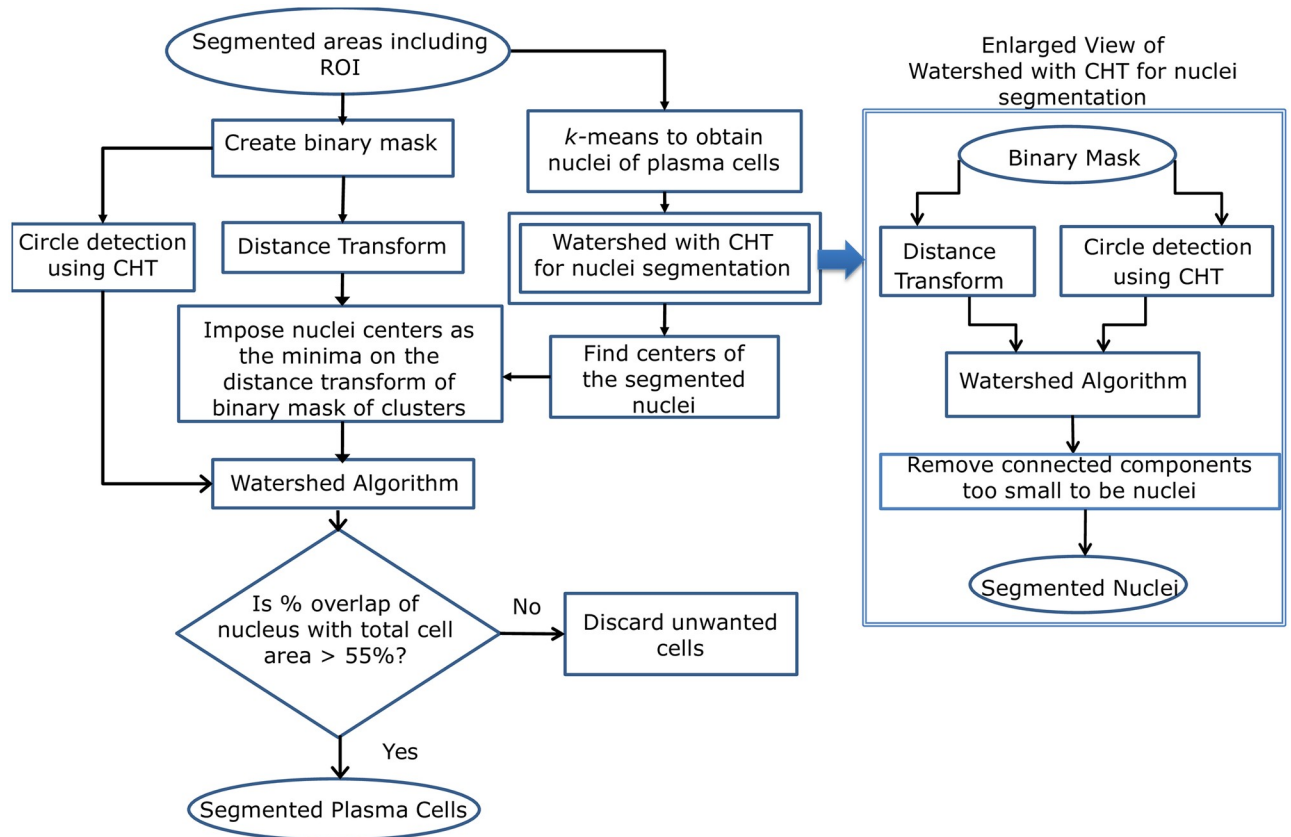 Segmented areas including
ROI
Create binary mask
Circle detection
using CHT
Distance Transform
k-means to obtain
nuclei of plasma cells
Watershed with CHT
for nuclei segmentation
Impose nuclei centers as
the minima on the
distance transform of
binary mask of clusters
Find centers of
the segmented
nuclei
Watershed Algorithm
Is % overlap of
nucleus with total cell
area > 55%?
No
Discard unwanted
cells
Yes
Segmented Plasma Cells
Enlarged View of
Watershed with CHT for nuclei
segmentation
Binary Mask
Distance
Transform
Circle detection
using CHT
Watershed Algorithm
Remove connected components
too small to be nuclei
Segmented Nuclei